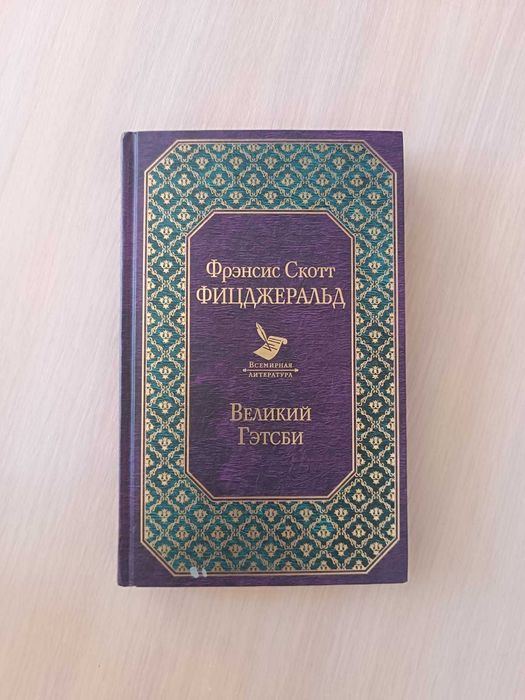 Фрэнсис Скотт
ФИЦДЖЕРАЛЬД
Всемирная
литература
Великий
Гэтсби